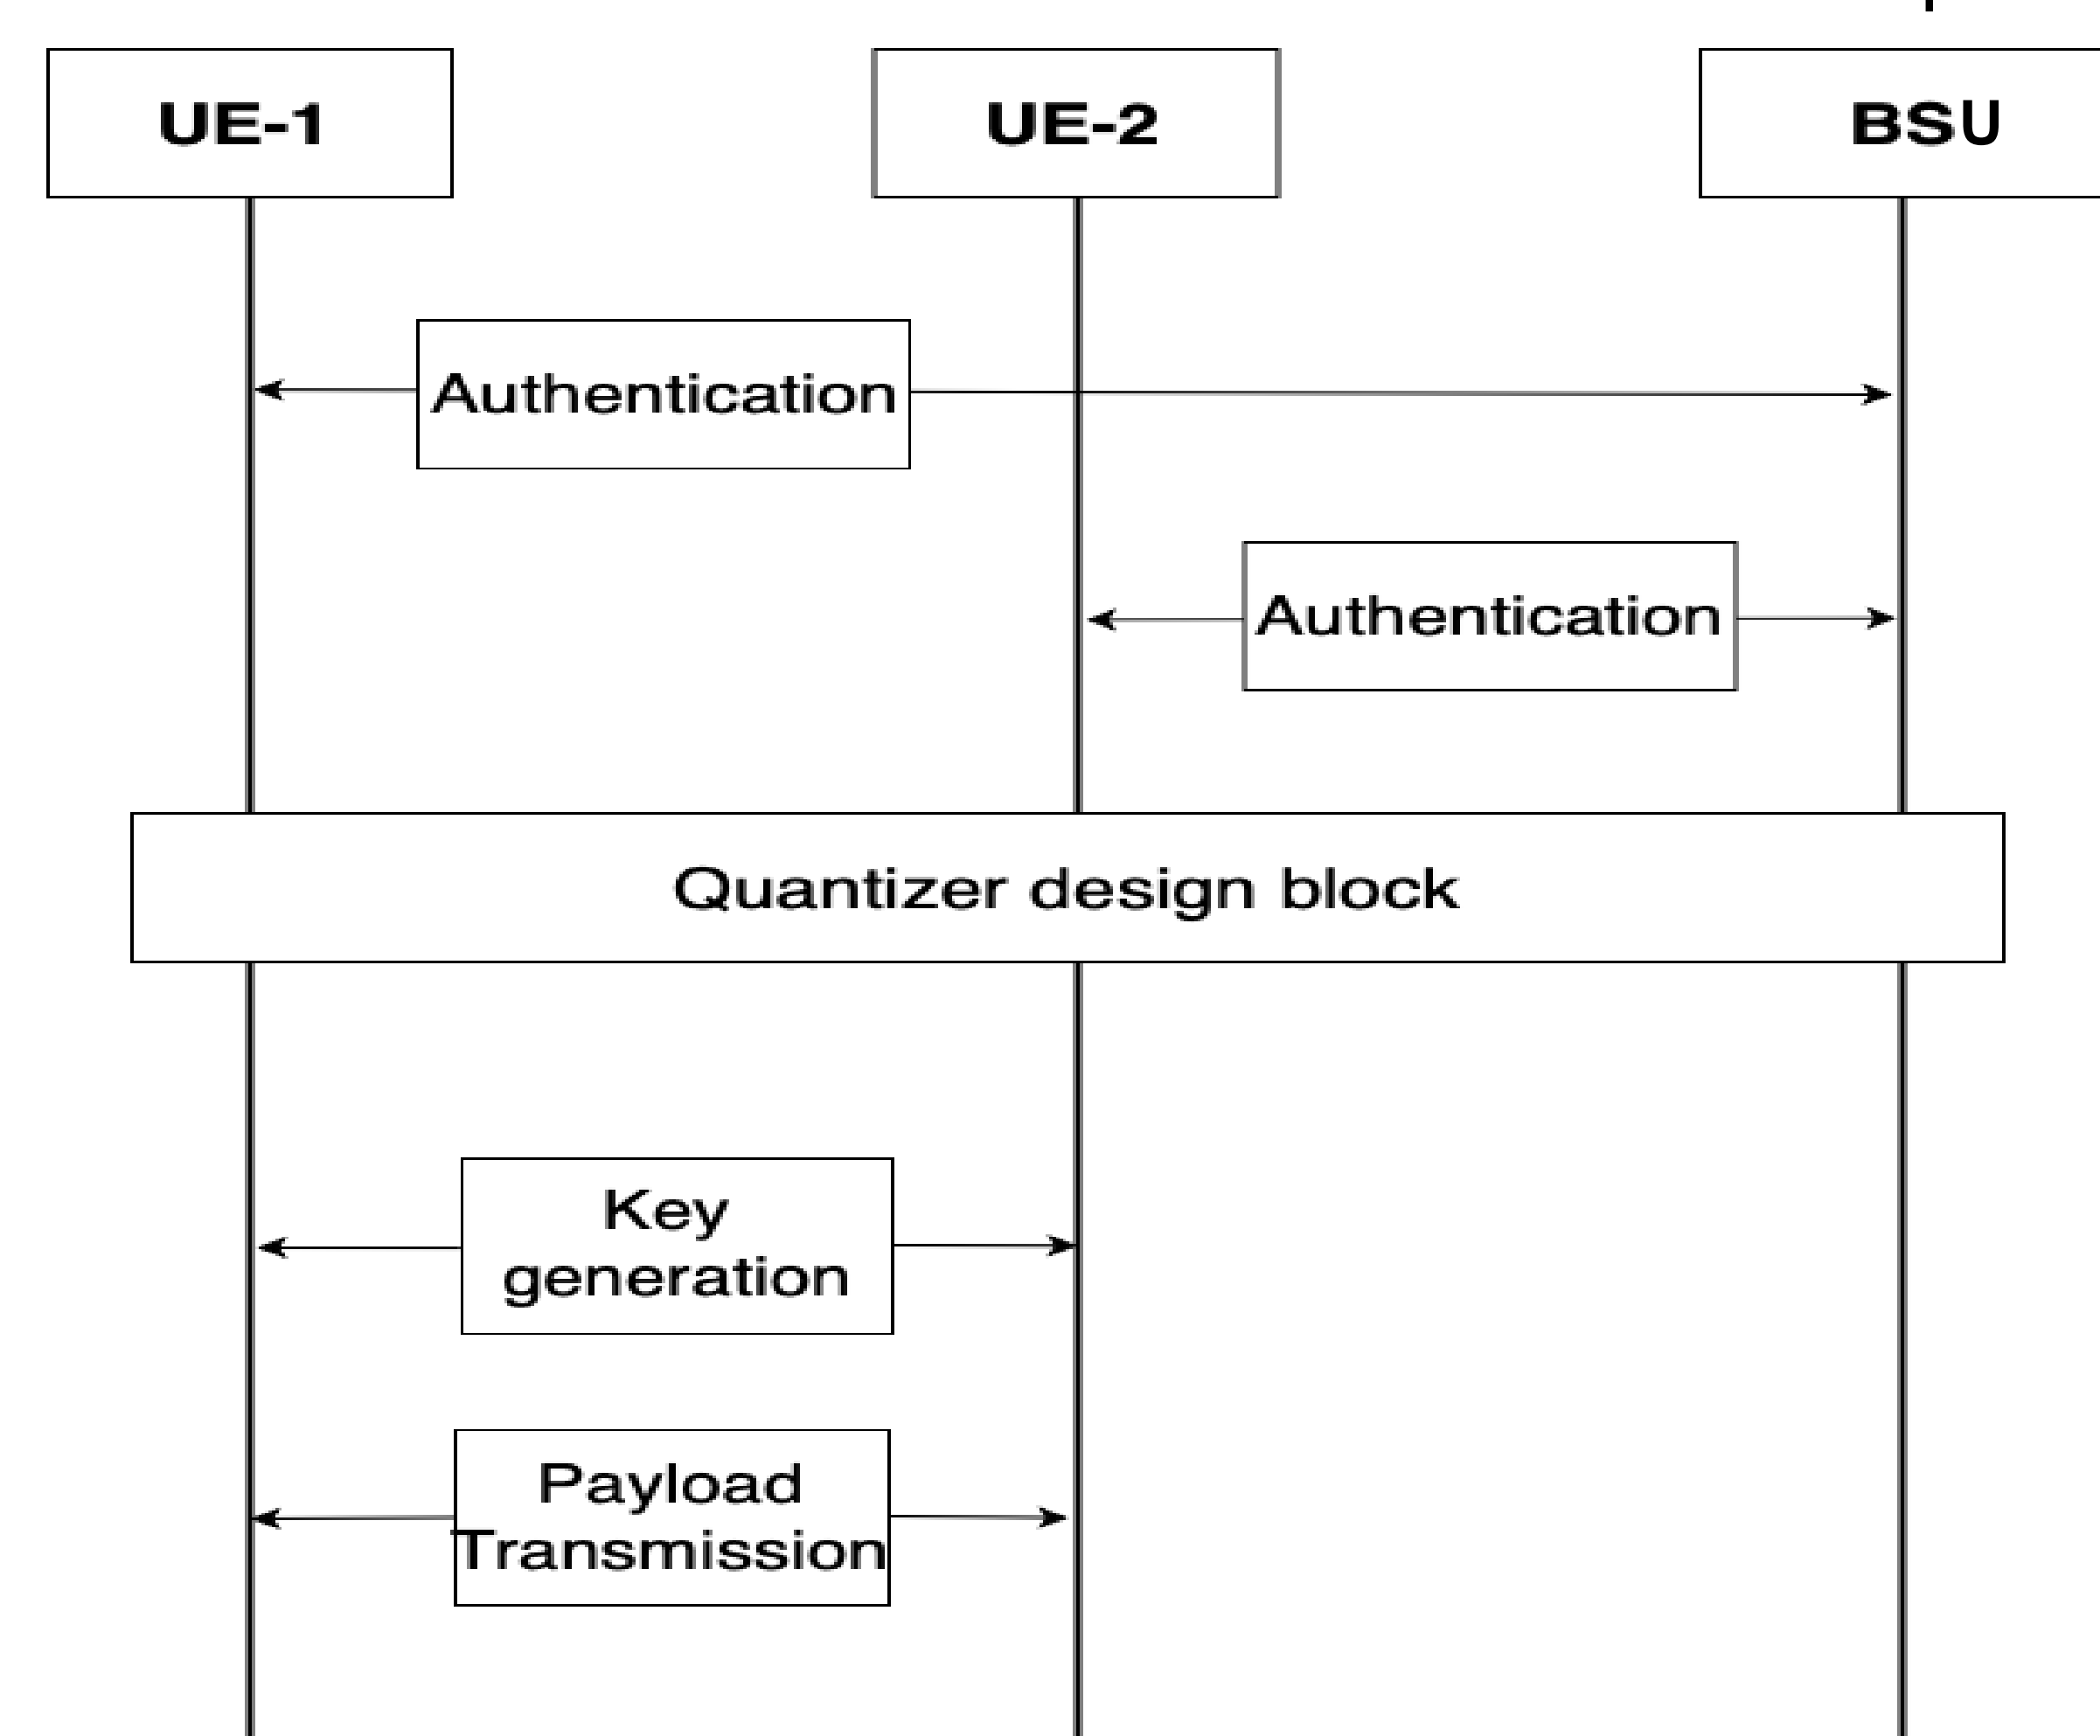 UE-1
UE-2
BSU
Authentication
Authentication
Quantizer design block
Key
generation
Payload
Transmission